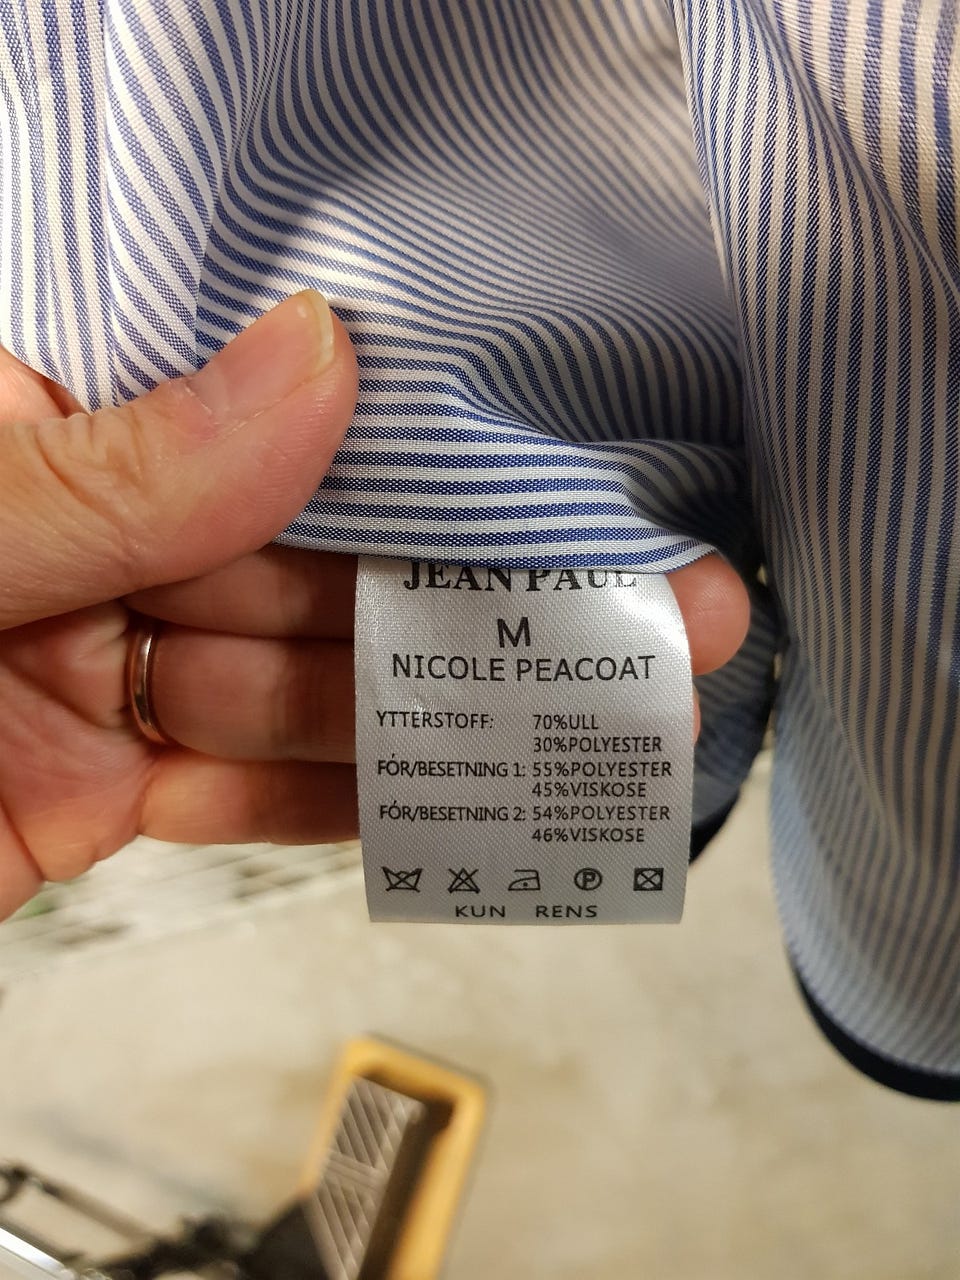 JEAN PAUL
M
NICOLE PEACOAT
YTTERSTOFF: 70%ULL
30%POLYESTER
FÓR/BESETNING 1: 55%POLYESTER
45%VISKOSE
FÓR/BESETNING 2: 54%POLYESTER
46%VISKOSE
P
KUN RENS